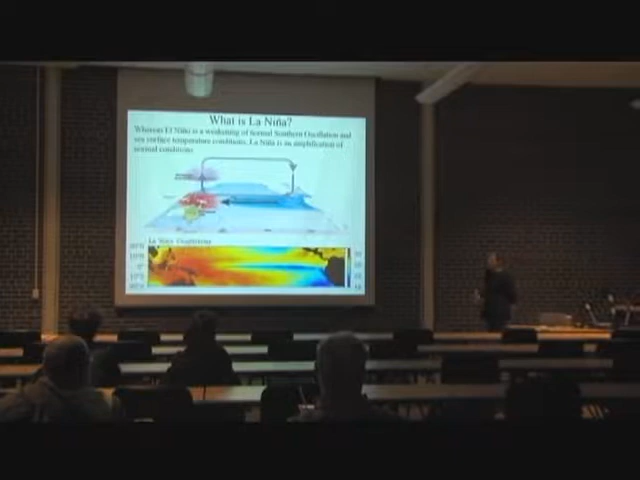 What is La Niña?
Whereas El Niño is a weakening of normal Southern Oscillation and
sea surface temperature conditions, La Niña is an amplification of
normal conditions
La Niña Conditions